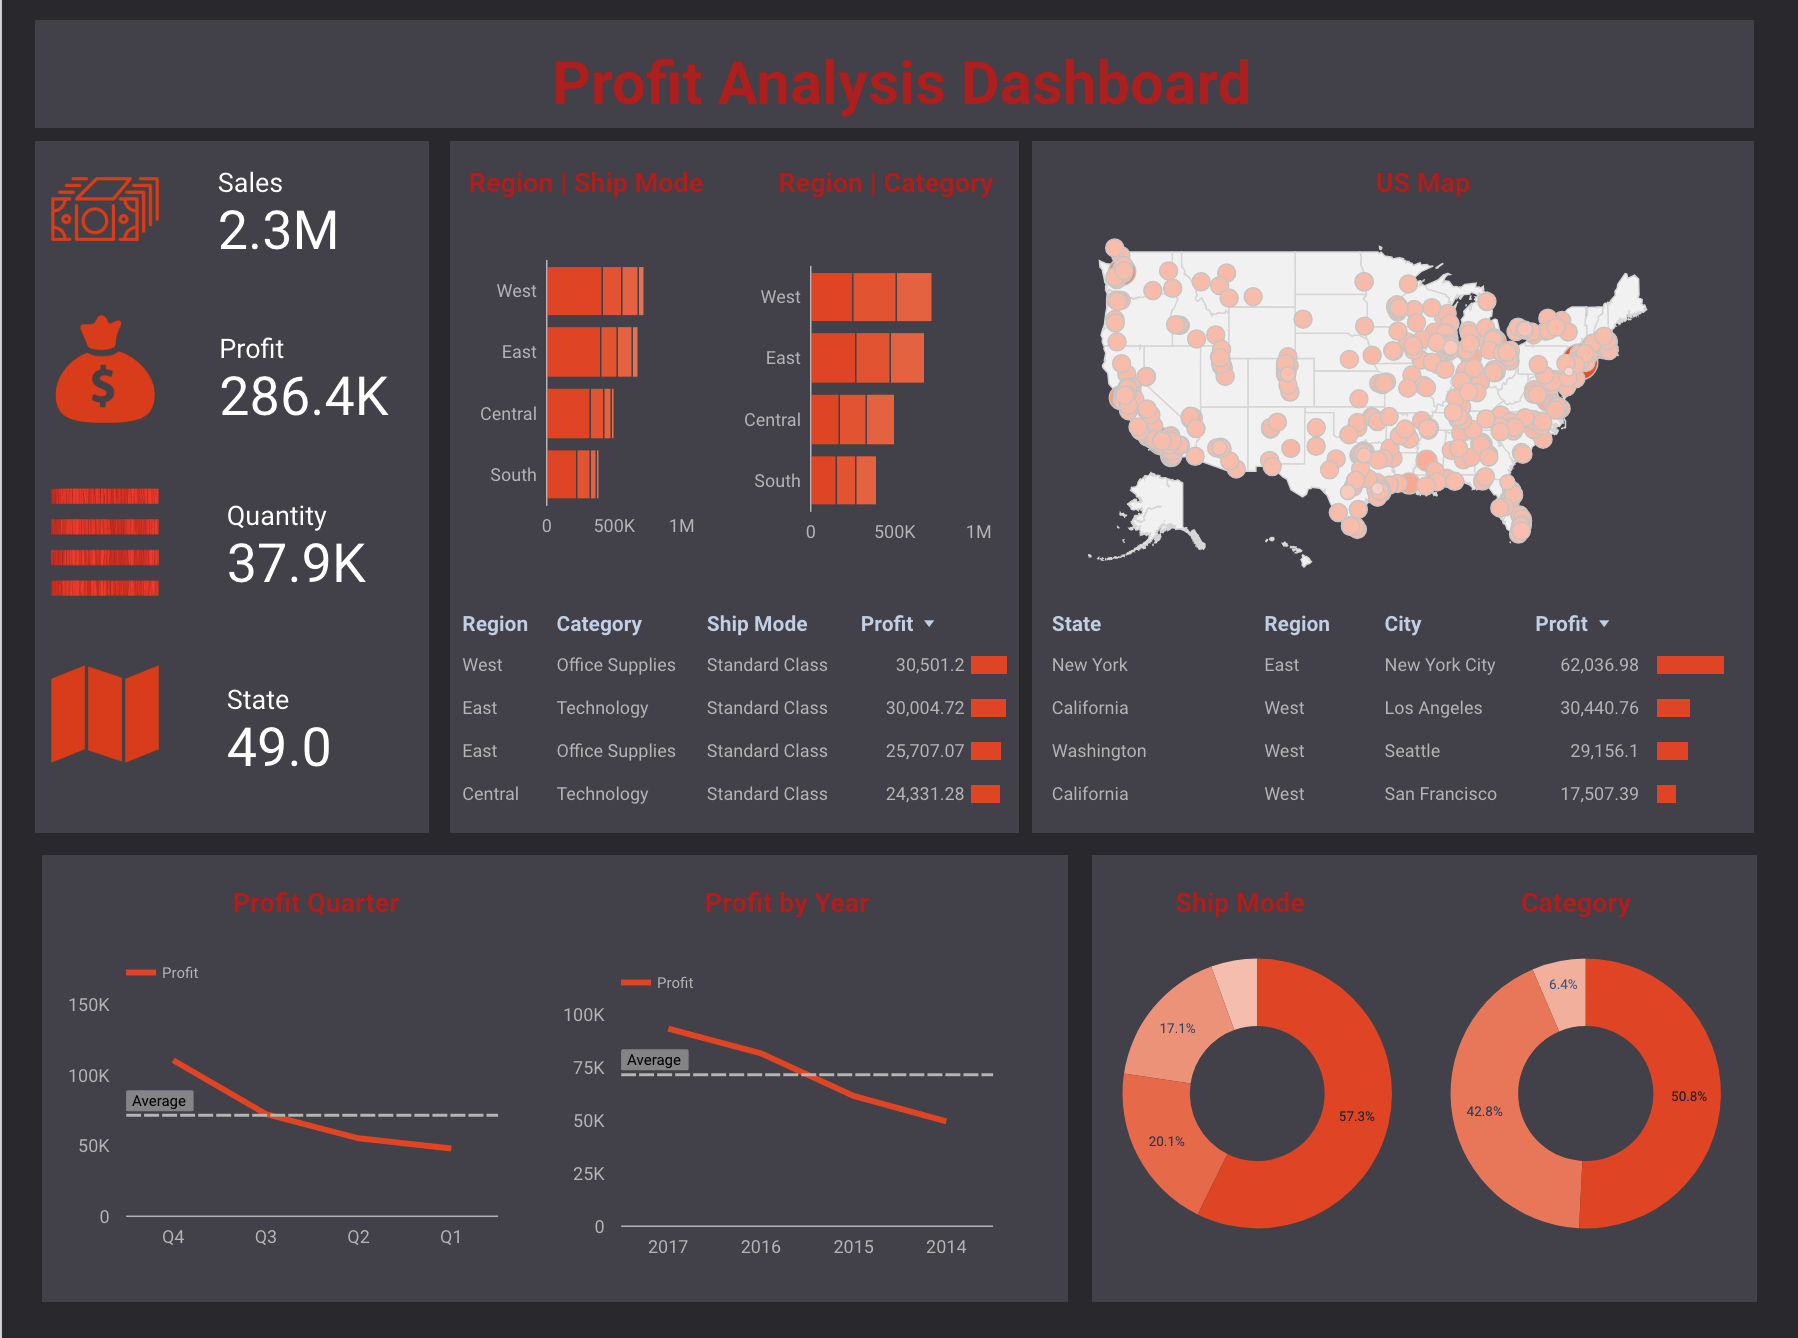 Profit Analysis Dashboard
Sales
2.3M
Profit
286.4K
$
Quantity
37.9K
State
49.0
Region | Ship Mode
West
East
Central
South
0 500K 1M
Region | Category
West
East
Central
South
0 500K 1M
Region Category Ship Mode Profit
West Office Supplies Standard Class 30,501.2
East Technology Standard Class 30,004.72
East Office Supplies Standard Class 25,707.07
Central Technology Standard Class 24,331.28
US Map
State Region City Profit
New York East New York City 62,036.98
California West Los Angeles 30,440.76
Washington West Seattle 29,156.1
California West San Francisco 17,507.39
Profit Quarter
Profit
150K
100K
Average
50K
0
Q4 Q3 Q2 Q1
Profit by Year
Profit
100K
Average
75K
50K
25K
0
2017 2016 2015 2014
Ship Mode
17.1%
57.3%
20.1%
Category
6.4%
50.8%
42.8%